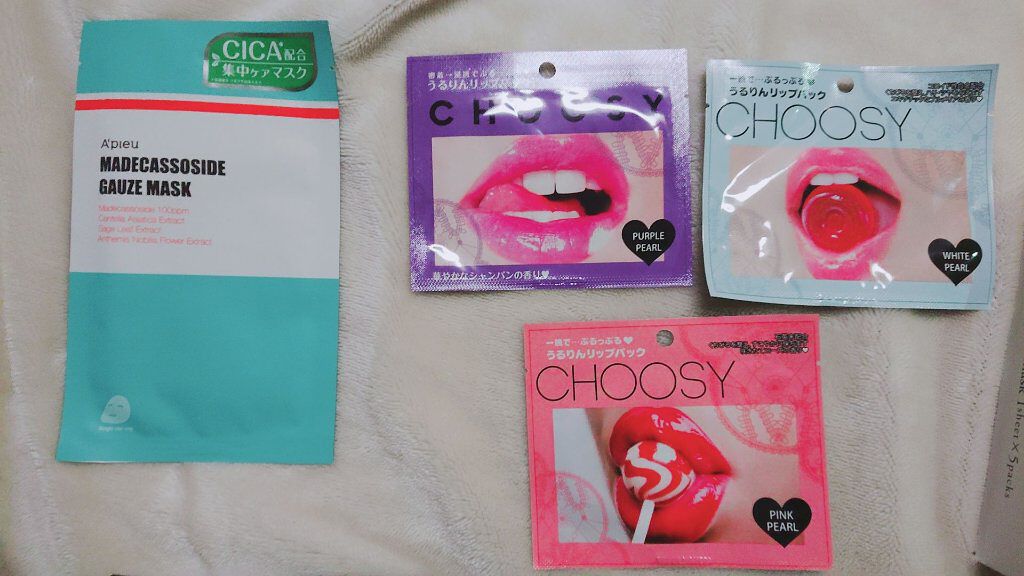 CICA配合
集中ケアマスク
A'PIEU
MADECASSOSIDE
GAUZE MASK
Madecassoside 100ppm
Centella Asiatica Extract
Sage Leaf Extract
Anthemis Nobilis Flower Extract
うるりんリップパック
CHOOSY
PURPLE
PEARL
華やかなシャンパンの香り♥
一晩で…ぷるっぷる♥
うるりんリップパック
CHOOSY
WHITE
PEARL
一晩で…ぷるっぷる♥
うるりんリップパック
CHOOSY
PINK
PEARL
1sheet×5packs